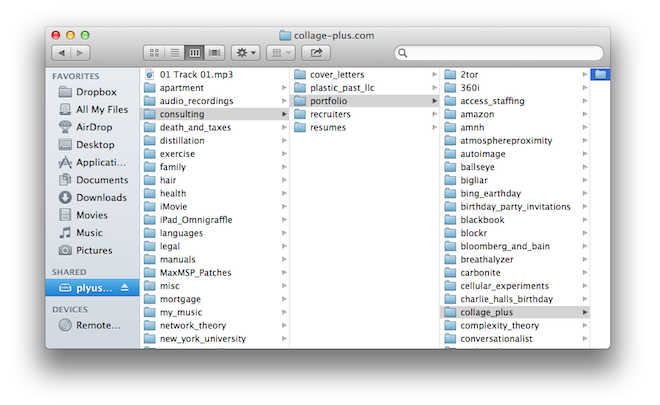 collage-plus.com
FAVORITES
Dropbox
All My Files
AirDrop
Desktop
Applicati...
Documents
Downloads
Movies
Music
Pictures
SHARED
plyus...
DEVICES
Remote...
01 Track 01.mp3
apartment
audio_recordings
consulting
death_and_taxes
distillation
exercise
family
hair
health
iMovie
iPad_Omnigraffle
languages
legal
manuals
MaxMSP_Patches
misc
mortgage
my_music
network_theory
new_york_university
cover_letters
plastic_past_llc
portfolio
recruiters
resumes
2tor
360i
access_staffing
amazon
amnh
atmosphereproximity
autoimage
ballseye
bigliar
bing_earthday
birthday_party_invitations
blackbook
blockr
bloomberg_and_bain
breathalyzer
carbonite
cellular_experiments
charlie_halls_birthday
collage_plus
complexity_theory
conversationalist